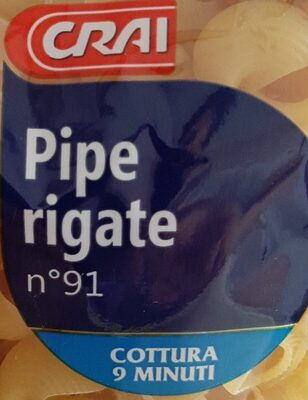 CRAI
Pipe
rigate
n°91
COTTURA
9 MINUTI